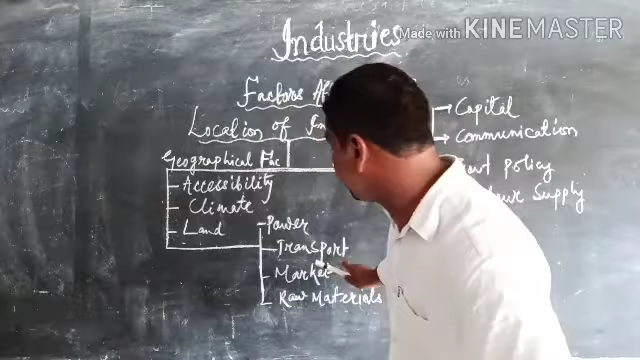 Made with KINEMASTER
Industries
Factors
Location of
Geographical Fac
Accessibility
Climate
Land
Power
Transport
Market
Raw Materials
Capital
Communication
Policy
Supply